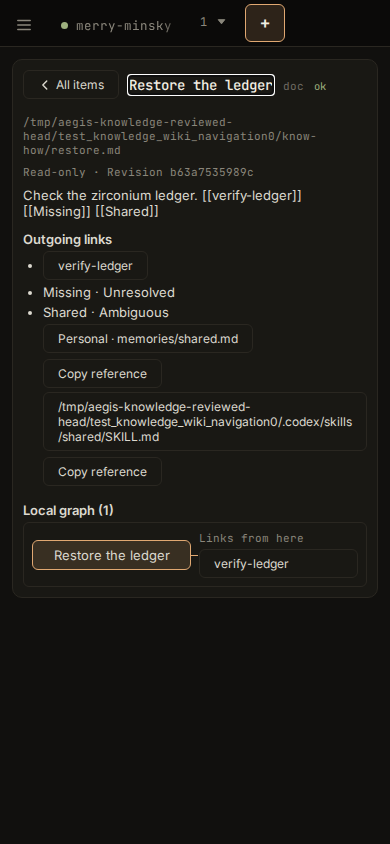 merry-minsky
1
+
All items
Restore the ledger
doc
ok
/tmp/aegis-knowledge-reviewed-
head/test_knowledge_wiki_navigation0/know-
how/restore.md
Read-only · Revision b63a7535989c
Check the zirconium ledger. [[verify-ledger]]
[[Missing]] [[Shared]]
Outgoing links
verify-ledger
Missing · Unresolved
Shared · Ambiguous
Personal · memories/shared.md
Copy reference
/tmp/aegis-knowledge-reviewed-
head/test_knowledge_wiki_navigation0/.codex/skills
/shared/SKILL.md
Copy reference
Local graph (1)
Links from here
Restore the ledger
verify-ledger